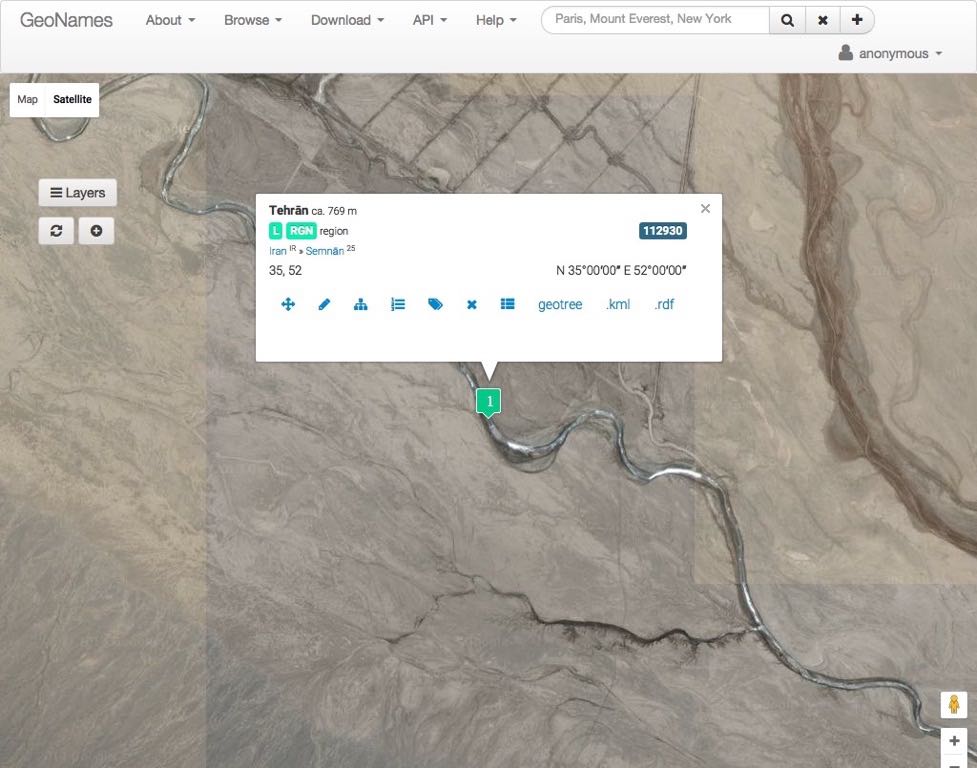 GeoNames About Browse Download API Help Paris, Mount Everest, New York
anonymous
Map Satellite
Layers
Tehrān ca. 769 m
L RGN region 112930
Iran IR » Semnān 25
35, 52 N 35°00'00″ E 52°00'00″
geotree .kml .rdf
1